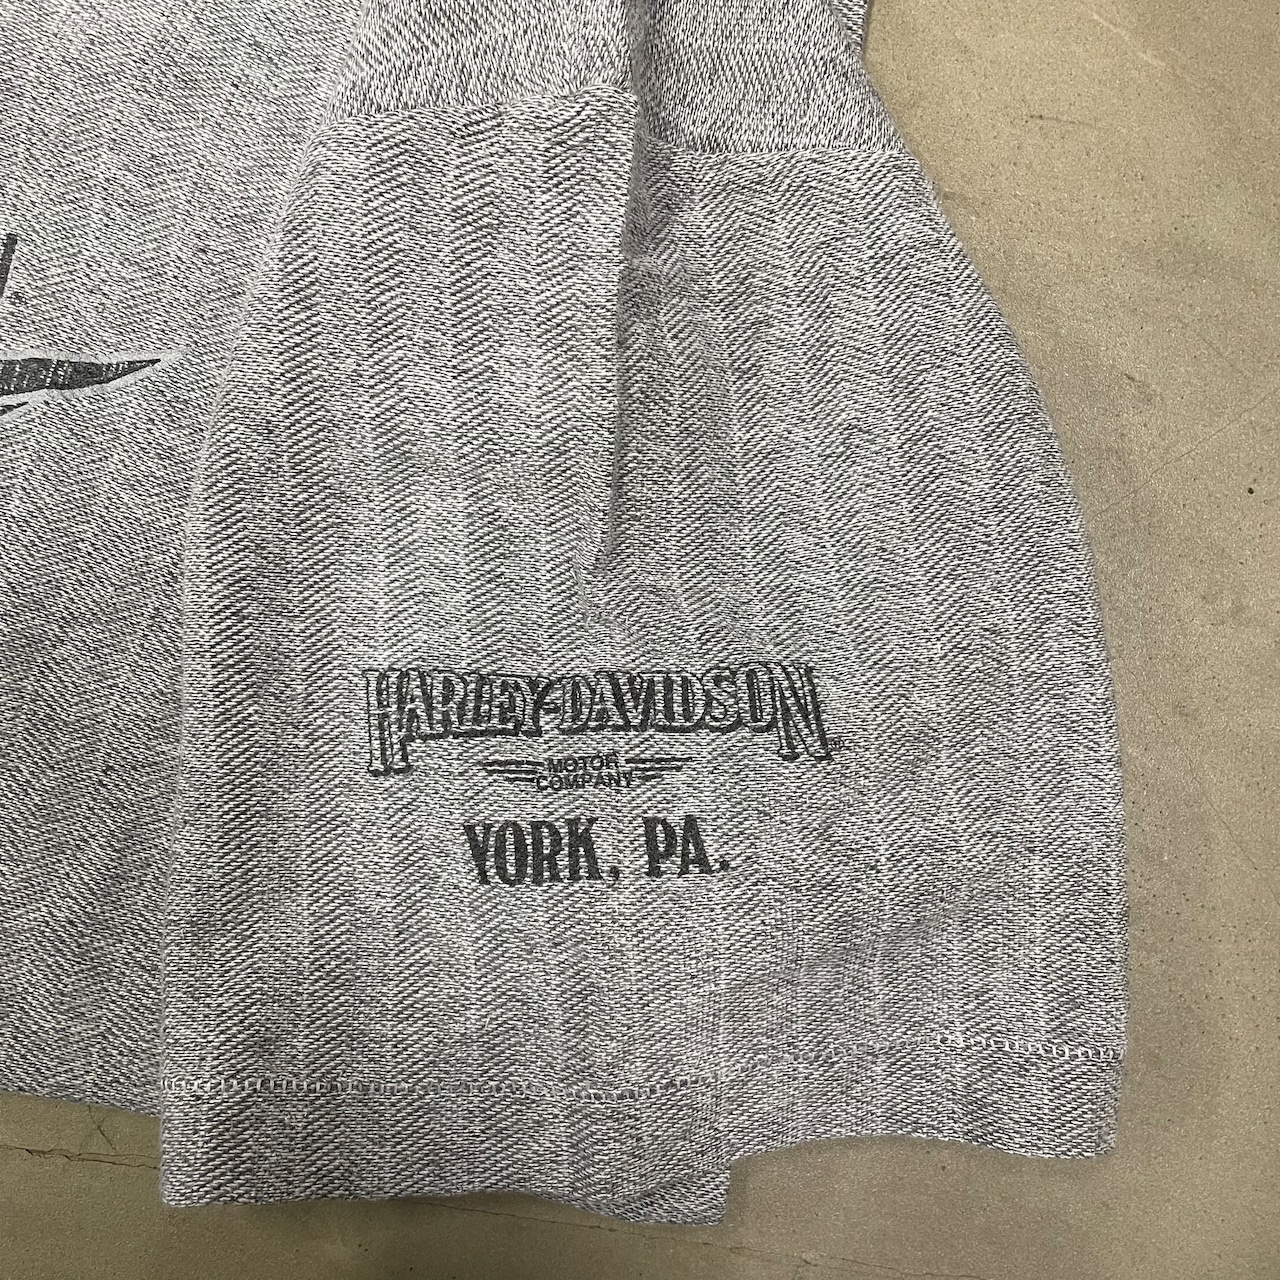 HARLEY-DAVIDSON®
MOTOR
COMPANY
YORK, PA.